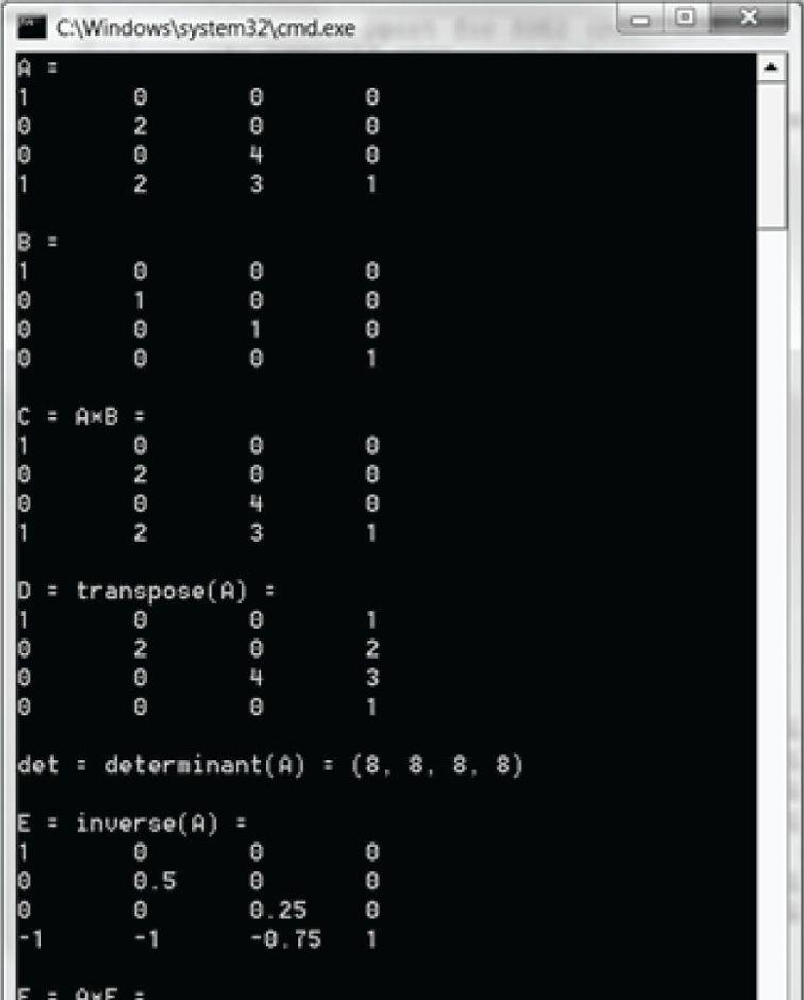 C:\Windows\system32\cmd.exe
A =
1 0 0 0
0 2 0 0
0 0 4 0
1 2 3 1
B =
1 0 0 0
0 1 0 0
0 0 1 0
0 0 0 1
C = A*B =
1 0 0 0
0 2 0 0
0 0 4 0
1 2 3 1
D = transpose(A) =
1 0 0 1
0 2 0 2
0 0 4 3
0 0 0 1
det = determinant(A) = (8, 8, 8, 8)
E = inverse(A) =
1 0 0 0
0 0.5 0 0
0 0 0.25 0
-1 -1 -0.75 1
F = A*E =